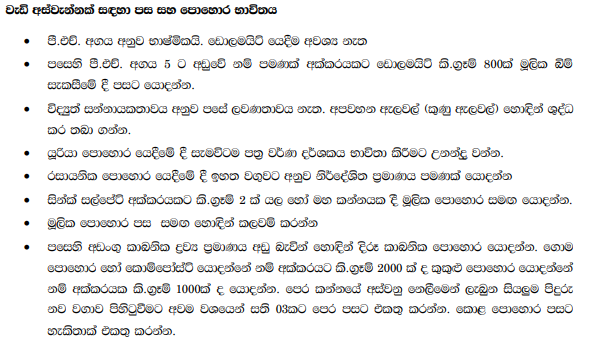 වැඩි අස්වැන්නක් සඳහා පස සහ පොහොර භාවිතය
• පී.එච්. අගය අනුව භාෂ්මිකයි. ඩොලමයිට් යෙදීම අවශ්‍ය නැත
• පසෙහි පී.එච්. අගය 5 ට අඩුවේ නම් පමණක් අක්කරයකට ඩොලමයිට් කි.ග්‍රෑම් 800ක් මූලික බිම්
සැකසීමේ දී පසට යොදන්න.
• විද්‍යුත් සන්නායකතාවය අනුව පසේ ලවණතාවය නැත. අපවහන ඇලවල් (කුණු ඇලවල්) හොඳින් ශුද්ධ
කර තබා ගන්න.
• යූරියා පොහොර යෙදීමේ දී සැමවිටම පත්‍ර වර්ණ දර්ශකය භාවිතා කිරීමට උනන්දු වන්න.
• රසායනික පොහොර යෙදීමේ දී ඉහත වගුවට අනුව නිර්දේශිත ප්‍රමාණය පමණක් යොදන්න
• සින්ක් සල්පේට් අක්කරයකට කි.ග්‍රෑම් 2 ක් යල හෝ මහ කන්නයක දී මූලික පොහොර සමඟ යොදන්න.
• මූලික පොහොර පස සමඟ හොඳින් කලවම් කරන්න
• පසෙහි අඩංගු කාබනික ද්‍රව්‍ය ප්‍රමාණය අඩු බැවින් හොඳින් දිරූ කාබනික පොහොර යොදන්න. ගොම
පොහොර හෝ කොම්පෝස්ට් යොදන්නේ නම් අක්කරයට කි.ග්‍රෑම් 2000 ක් ද කුකුළු පොහොර යොදන්නේ
නම් අක්කරයක කි.ග්‍රෑම් 1000ක් ද යොදන්න. පෙර කන්නයේ අස්වනු නෙලීමෙන් ලැබුන සියලුම පිදුරු
නව වගාව පිහිටුවීමට අවම වශයෙන් සති 03කට පෙර පසට එකතු කරන්න. කොළ පොහොර පසට
හැකිතාක් එකතු කරන්න.